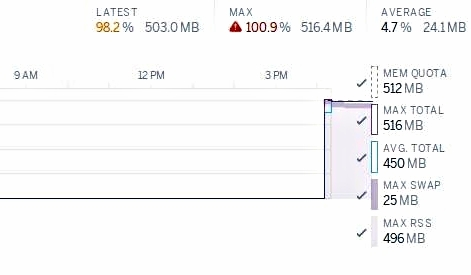 LATEST MAX AVERAGE
98.2% 503.0 MB 100.9% 516.4 MB 4.7% 24.1 MB
9 AM 12 PM 3 PM
MEM QUOTA
512 MB
MAX TOTAL
516 MB
AVG. TOTAL
450 MB
MAX SWAP
25 MB
MAX RSS
496 MB